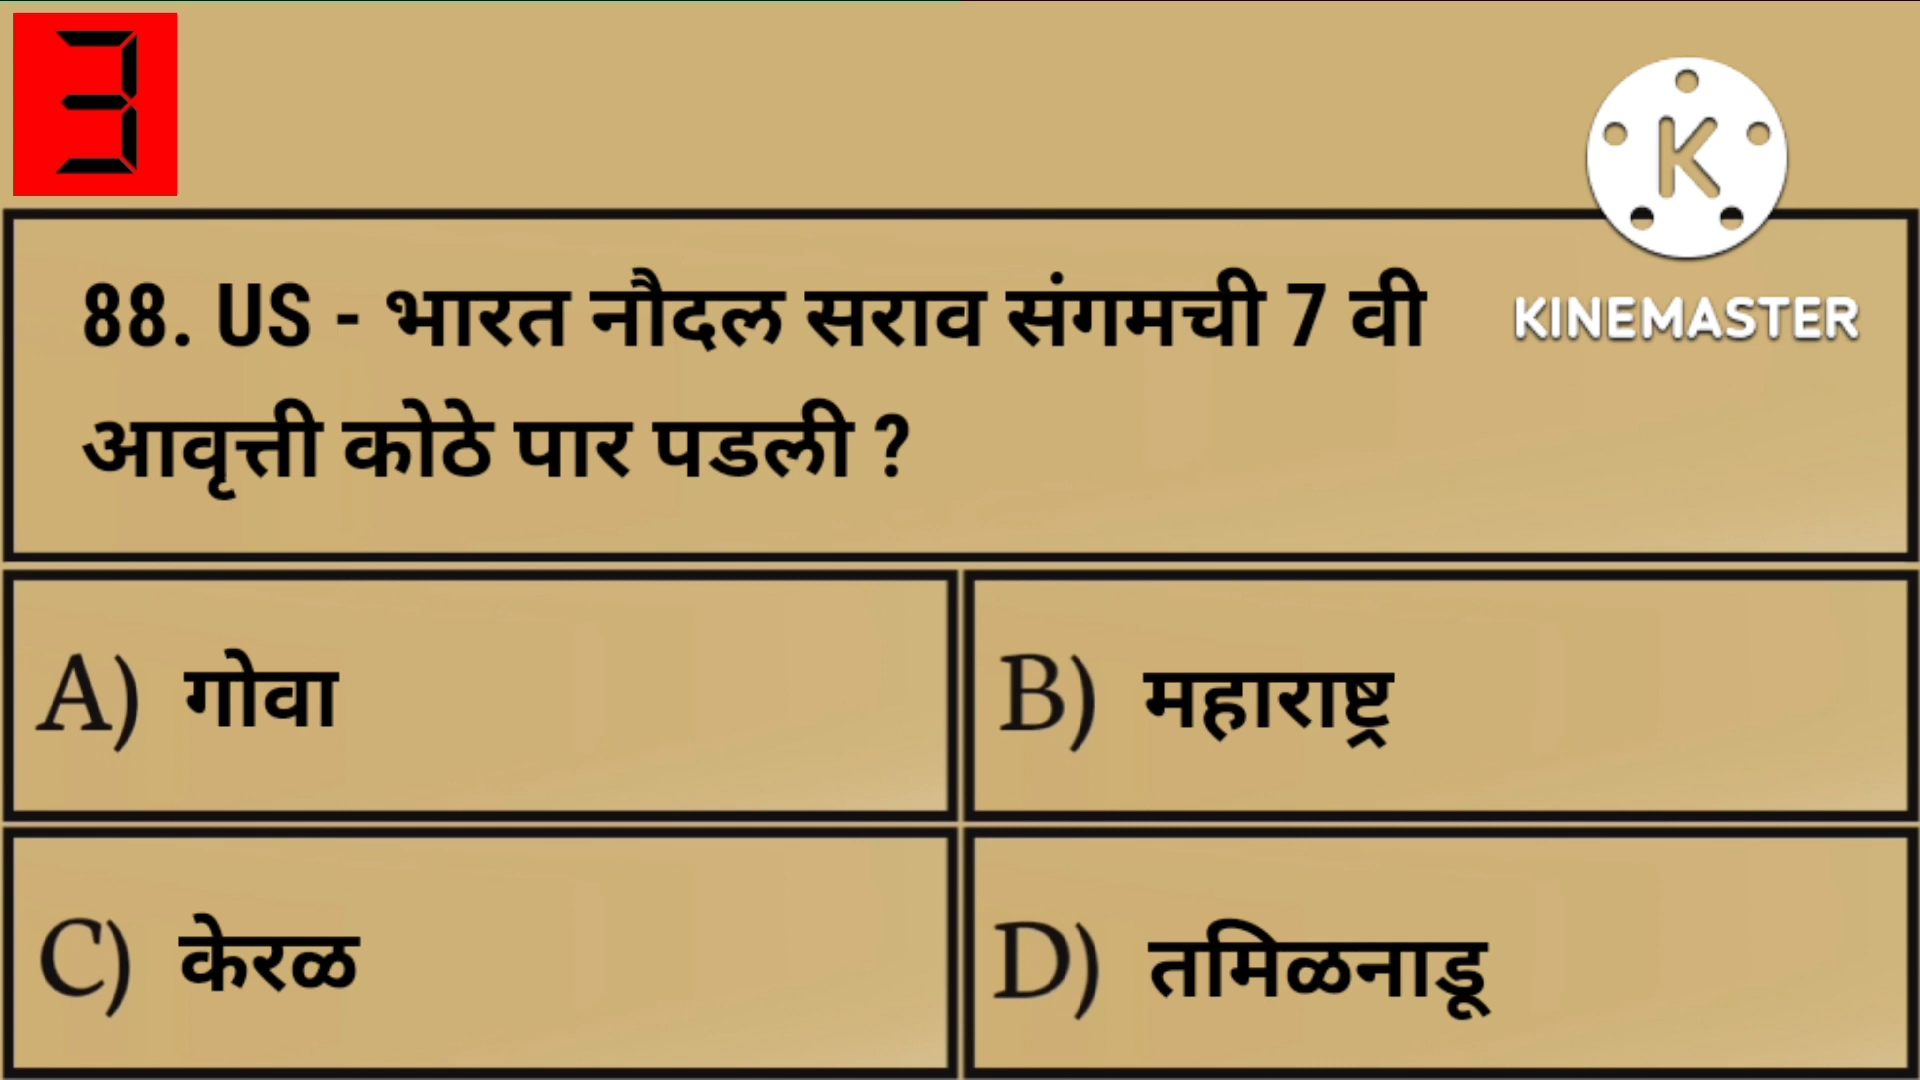 3
KINEMASTER
88. US - भारत नौदल सराव संगमची 7 वी
आवृत्ती कोठे पार पडली ?
A) गोवा
B) महाराष्ट्र
C) केरळ
D) तमिळनाडू